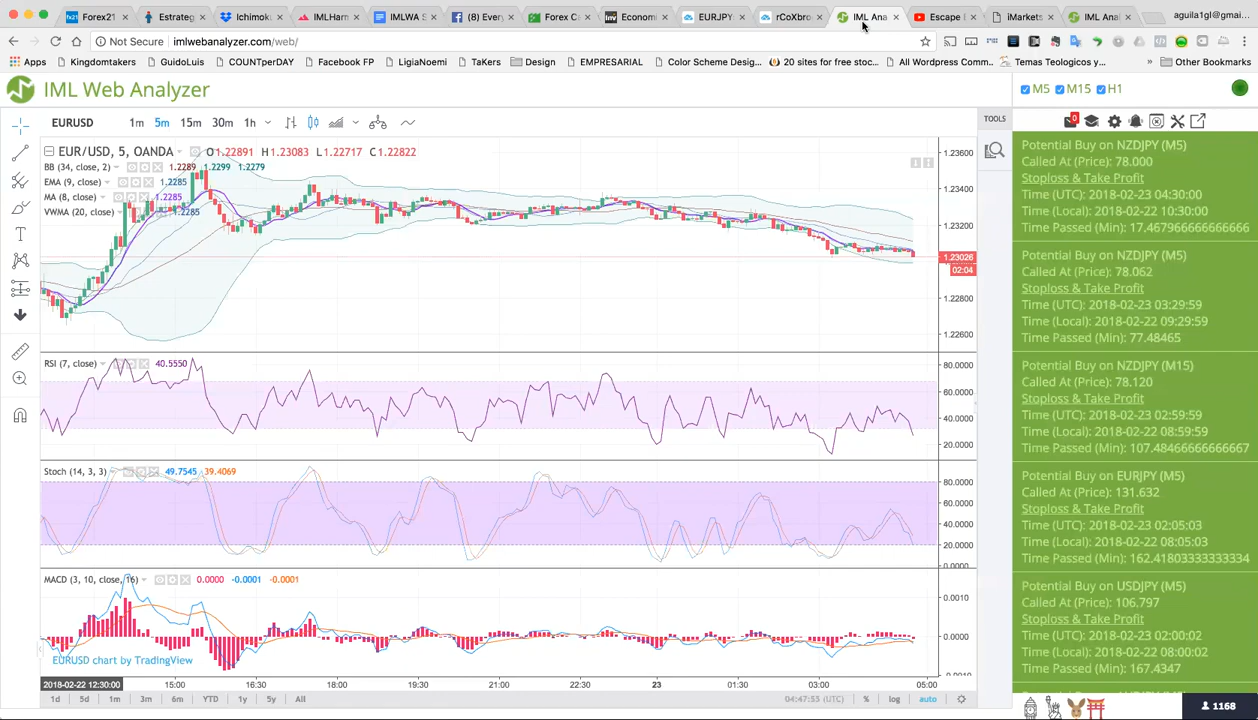 Forex21
Estrateg
Ichimok
IMLHarm
IMLWA S
(8) Every
Forex C
Economi
EURJPY
rCoXbro
IML Ana
Escape
iMarkets
IML Anal
aguila1gl@gmai...
Not Secure
imlwebanalyzer.com/web/
Apps
Kingdomtakers
GuidoLuis
COUNTperDAY
Facebook FP
LigiaNoemi
TaKers
Design
EMPRESARIAL
Color Scheme Desig...
20 sites for free stoc...
All Wordpress Comm...
Temas Teologicos y...
»
Other Bookmarks
IML Web Analyzer
M5 M15 H1
EURUSD 1m 5m 15m 30m 1h
TOOLS
0
EUR/USD, 5, OANDA O1.22891 H1.23083 L1.22717 C1.22822
BB (34, close, 2) 1.2289 1.2299 1.2279
EMA (9, close) 1.2285
MA (8, close) 1.2285
VWMA (20, close) 1.2285
1.23600
1.23400
1.23200
1.23026
02:04
1.22800
1.22600
RSI (7, close) 40.5550
80.0000
60.0000
40.0000
20.0000
Stoch (14, 3, 3) 49.7545 39.4069
80.0000
60.0000
40.0000
20.0000
0.0000
MACD (3, 10, close, 16) 0.0000 -0.0001 -0.0001
0.0010
0.0000
-0.0010
EURUSD chart by TradingView
2018-02-22 12:30:00 15:00 16:30 18:00 19:30 21:00 22:30 23 01:30 03:00 05:00
1d 5d 1m 3m 6m YTD 1y 5y All 04:47:55 (UTC) % log auto
Potential Buy on NZDJPY (M5)
Called At (Price): 78.000
Stoploss & Take Profit
Time (UTC): 2018-02-23 04:30:00
Time (Local): 2018-02-22 10:30:00
Time Passed (Min): 17.467966666666666
Potential Buy on NZDJPY (M5)
Called At (Price): 78.062
Stoploss & Take Profit
Time (UTC): 2018-02-23 03:29:59
Time (Local): 2018-02-22 09:29:59
Time Passed (Min): 77.48465
Potential Buy on NZDJPY (M15)
Called At (Price): 78.120
Stoploss & Take Profit
Time (UTC): 2018-02-23 02:59:59
Time (Local): 2018-02-22 08:59:59
Time Passed (Min): 107.48466666666667
Potential Buy on EURJPY (M5)
Called At (Price): 131.632
Stoploss & Take Profit
Time (UTC): 2018-02-23 02:05:03
Time (Local): 2018-02-22 08:05:03
Time Passed (Min): 162.41803333333334
Potential Buy on USDJPY (M5)
Called At (Price): 106.797
Stoploss & Take Profit
Time (UTC): 2018-02-23 02:00:02
Time (Local): 2018-02-22 08:00:02
Time Passed (Min): 167.4347
1168